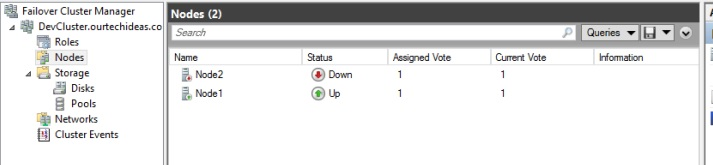 Failover Cluster Manager
DevCluster.ourtechideas.co
Roles
Nodes
Storage
Disks
Pools
Networks
Cluster Events
Nodes (2)
Search
Queries
Name Status Assigned Vote Current Vote Information
Node2 Down 1 1
Node1 Up 1 1